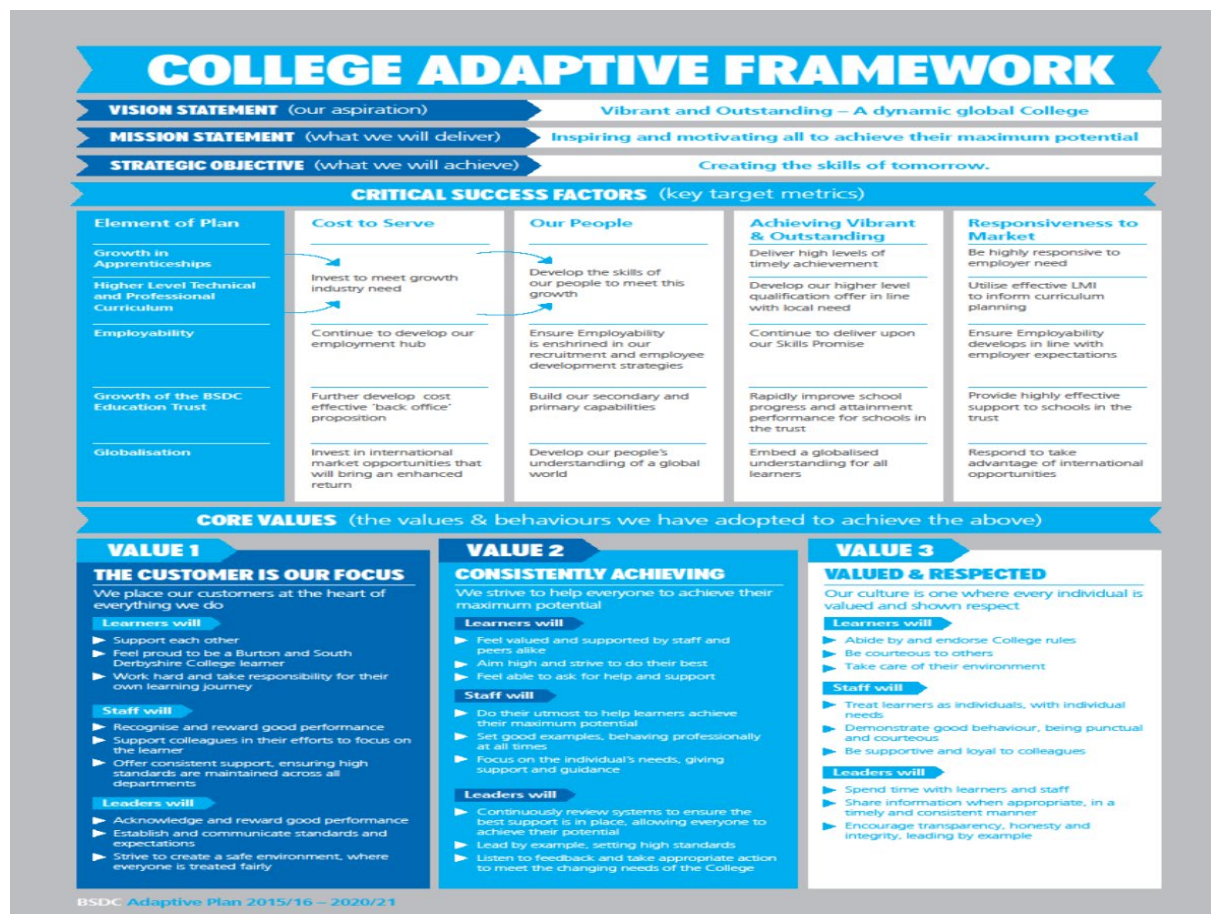 COLLEGE ADAPTIVE FRAMEWORK
VISION STATEMENT (our aspiration)
Vibrant and Outstanding – A dynamic global College
MISSION STATEMENT (what we will deliver)
Inspiring and motivating all to achieve their maximum potential
STRATEGIC OBJECTIVE (what we will achieve)
Creating the skills of tomorrow.
CRITICAL SUCCESS FACTORS (key target metrics)
Element of Plan
Cost to Serve
Our People
Achieving Vibrant
& Outstanding
Responsiveness to
Market
Growth in
Apprenticeships
Invest to meet growth
industry need
Develop the skills of
our people to meet this
growth
Deliver high levels of
timely achievement
Be highly responsive to
employer need
Higher Level Technical
and Professional
Curriculum
Develop our higher level
qualification offer in line
with local need
Utilise effective LMI
to inform curriculum
planning
Employability
Continue to develop our
employment hub
Ensure Employability
is enshrined in our
recruitment and employee
development strategies
Continue to deliver upon
our Skills Promise
Ensure Employability
develops in line with
employer expectations
Growth of the BSDC
Education Trust
Further develop cost
effective 'back office'
proposition
Build our secondary and
primary capabilities
Rapidly improve school
progress and attainment
performance for schools in
the trust
Provide highly effective
support to schools in the
trust
Globalisation
Invest in international
market opportunities that
will bring an enhanced
return
Develop our people's
understanding of a global
world
Embed a globalised
understanding for all
learners
Respond to take
advantage of international
opportunities
CORE VALUES (the values & behaviours we have adopted to achieve the above)
VALUE 1
THE CUSTOMER IS OUR FOCUS
We place our customers at the heart of
everything we do
Learners will
Support each other
Feel proud to be a Burton and South
Derbyshire College learner
Work hard and take responsibility for their
own learning journey
Staff will
Recognise and reward good performance
Support colleagues in their efforts to focus on
the learner
Offer consistent support, ensuring high
standards are maintained across all
departments
Leaders will
Acknowledge and reward good performance
Establish and communicate standards and
expectations
Strive to create a safe environment, where
everyone is treated fairly
VALUE 2
CONSISTENTLY ACHIEVING
We strive to help everyone to achieve their
maximum potential
Learners will
Feel valued and supported by staff and
peers alike
Aim high and strive to do their best
Feel able to ask for help and support
Staff will
Do their utmost to help learners achieve
their maximum potential
Set good examples, behaving professionally
at all times
Focus on the individual's needs, giving
support and guidance
Leaders will
Continuously review systems to ensure the
best support is in place, allowing everyone to
achieve their potential
Lead by example, setting high standards
Listen to feedback and take appropriate action
to meet the changing needs of the College
VALUE 3
VALUED & RESPECTED
Our culture is one where every individual is
valued and shown respect
Learners will
Abide by and endorse College rules
Be courteous to others
Take care of their environment
Staff will
Treat learners as individuals, with individual
needs
Demonstrate good behaviour, being punctual
and courteous
Be supportive and loyal to colleagues
Leaders will
Spend time with learners and staff
Share information when appropriate, in a
timely and consistent manner
Encourage transparency, honesty and
integrity, leading by example
BSDC Adaptive Plan 2015/16 – 2020/21